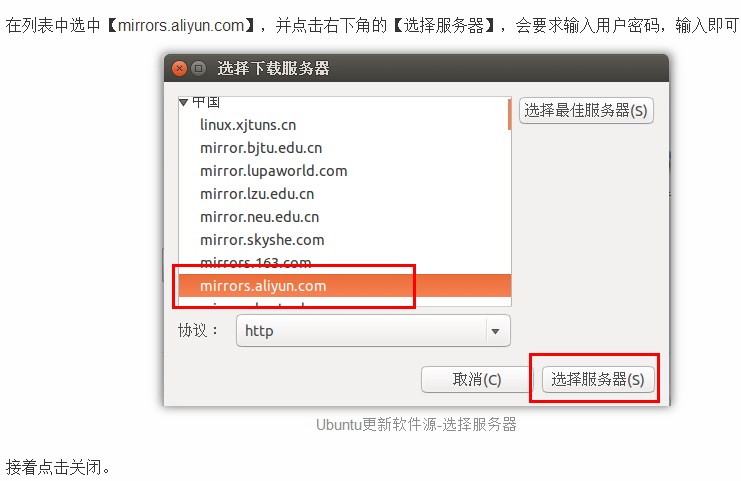 在列表中选中【mirrors.aliyun.com】，并点击右下角的【选择服务器】，会要求输入用户密码，输入即可
选择下载服务器
中国
选择最佳服务器(S)
linux.xjtuns.cn
mirror.bjtu.edu.cn
mirror.lupaworld.com
mirror.lzu.edu.cn
mirror.neu.edu.cn
mirror.skyshe.com
mirrors.163.com
mirrors.aliyun.com
协议：
http
取消(C)
选择服务器(S)
Ubuntu更新软件源-选择服务器
接着点击关闭。